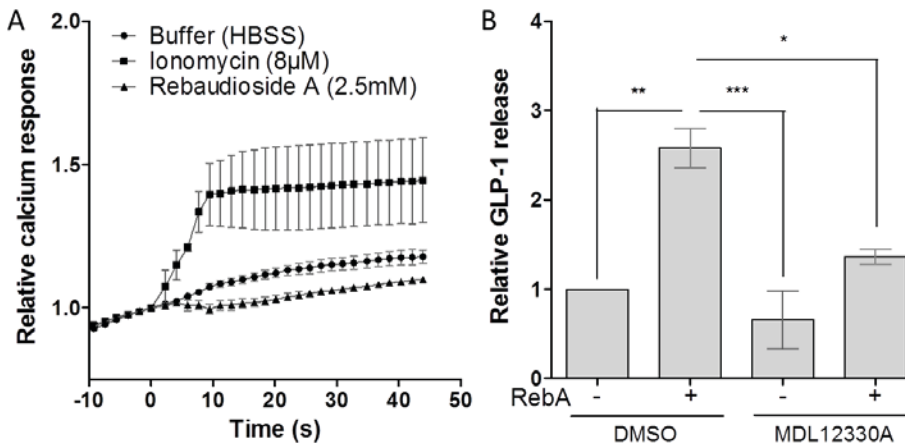 A
Relative calcium response
2.0
1.5
1.0
Buffer (HBSS)
Ionomycin (8µM)
Rebaudioside A (2.5mM)
-10 0 10 20 30 40 50
Time (s)
B
Relative GLP-1 release
4
3
2
1
0
*
** ***
RebA - + - +
DMSO MDL12330A